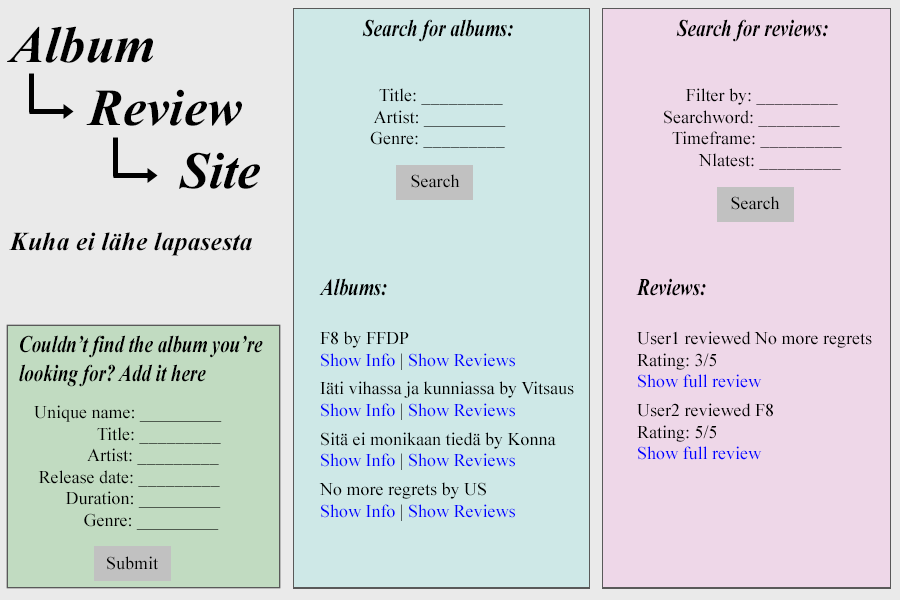 Album
Review
Site
Kuha ei lähe lapasesta
Couldn't find the album you're
looking for? Add it here
Unique name: _________
Title: _________
Artist: _________
Release date: _________
Duration: _________
Genre: _________
Submit
Search for albums:
Title: _________
Artist: _________
Genre: _________
Search
Albums:
F8 by FFDP
Show Info | Show Reviews
Iäti vihassa ja kunniassa by Vitsaus
Show Info | Show Reviews
Sitä ei monikaan tiedä by Konna
Show Info | Show Reviews
No more regrets by US
Show Info | Show Reviews
Search for reviews:
Filter by: _________
Searchword: _________
Timeframe: _________
Nlatest: _________
Search
Reviews:
User1 reviewed No more regrets
Rating: 3/5
Show full review
User2 reviewed F8
Rating: 5/5
Show full review